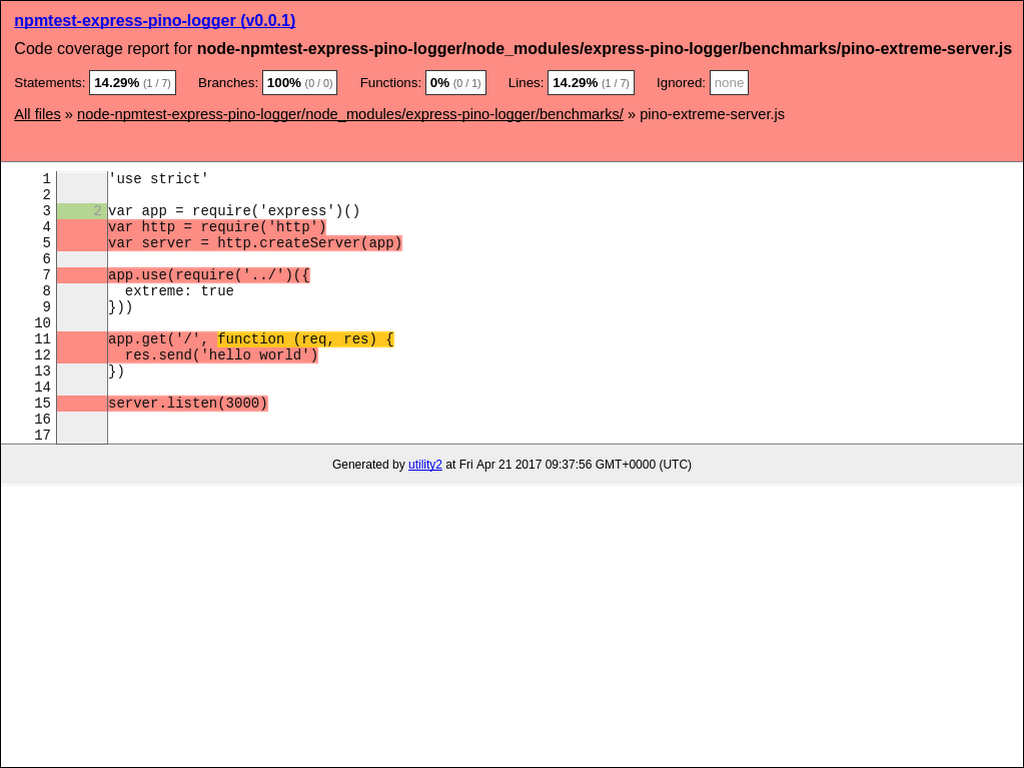 npmtest-express-pino-logger (v0.0.1)
Code coverage report for node-npmtest-express-pino-logger/node_modules/express-pino-logger/benchmarks/pino-extreme-server.js
Statements: 14.29% (1 / 7) Branches: 100% (0 / 0) Functions: 0% (0 / 1) Lines: 14.29% (1 / 7) Ignored: none
All files » node-npmtest-express-pino-logger/node_modules/express-pino-logger/benchmarks/ » pino-extreme-server.js
1 'use strict'
2
3 2 var app = require('express')()
4 var http = require('http')
5 var server = http.createServer(app)
6
7 app.use(require('../')({
8   extreme: true
9 }))
10
11 app.get('/', function (req, res) {
12   res.send('hello world')
13 })
14
15 server.listen(3000)
16
17
Generated by utility2 at Fri Apr 21 2017 09:37:56 GMT+0000 (UTC)